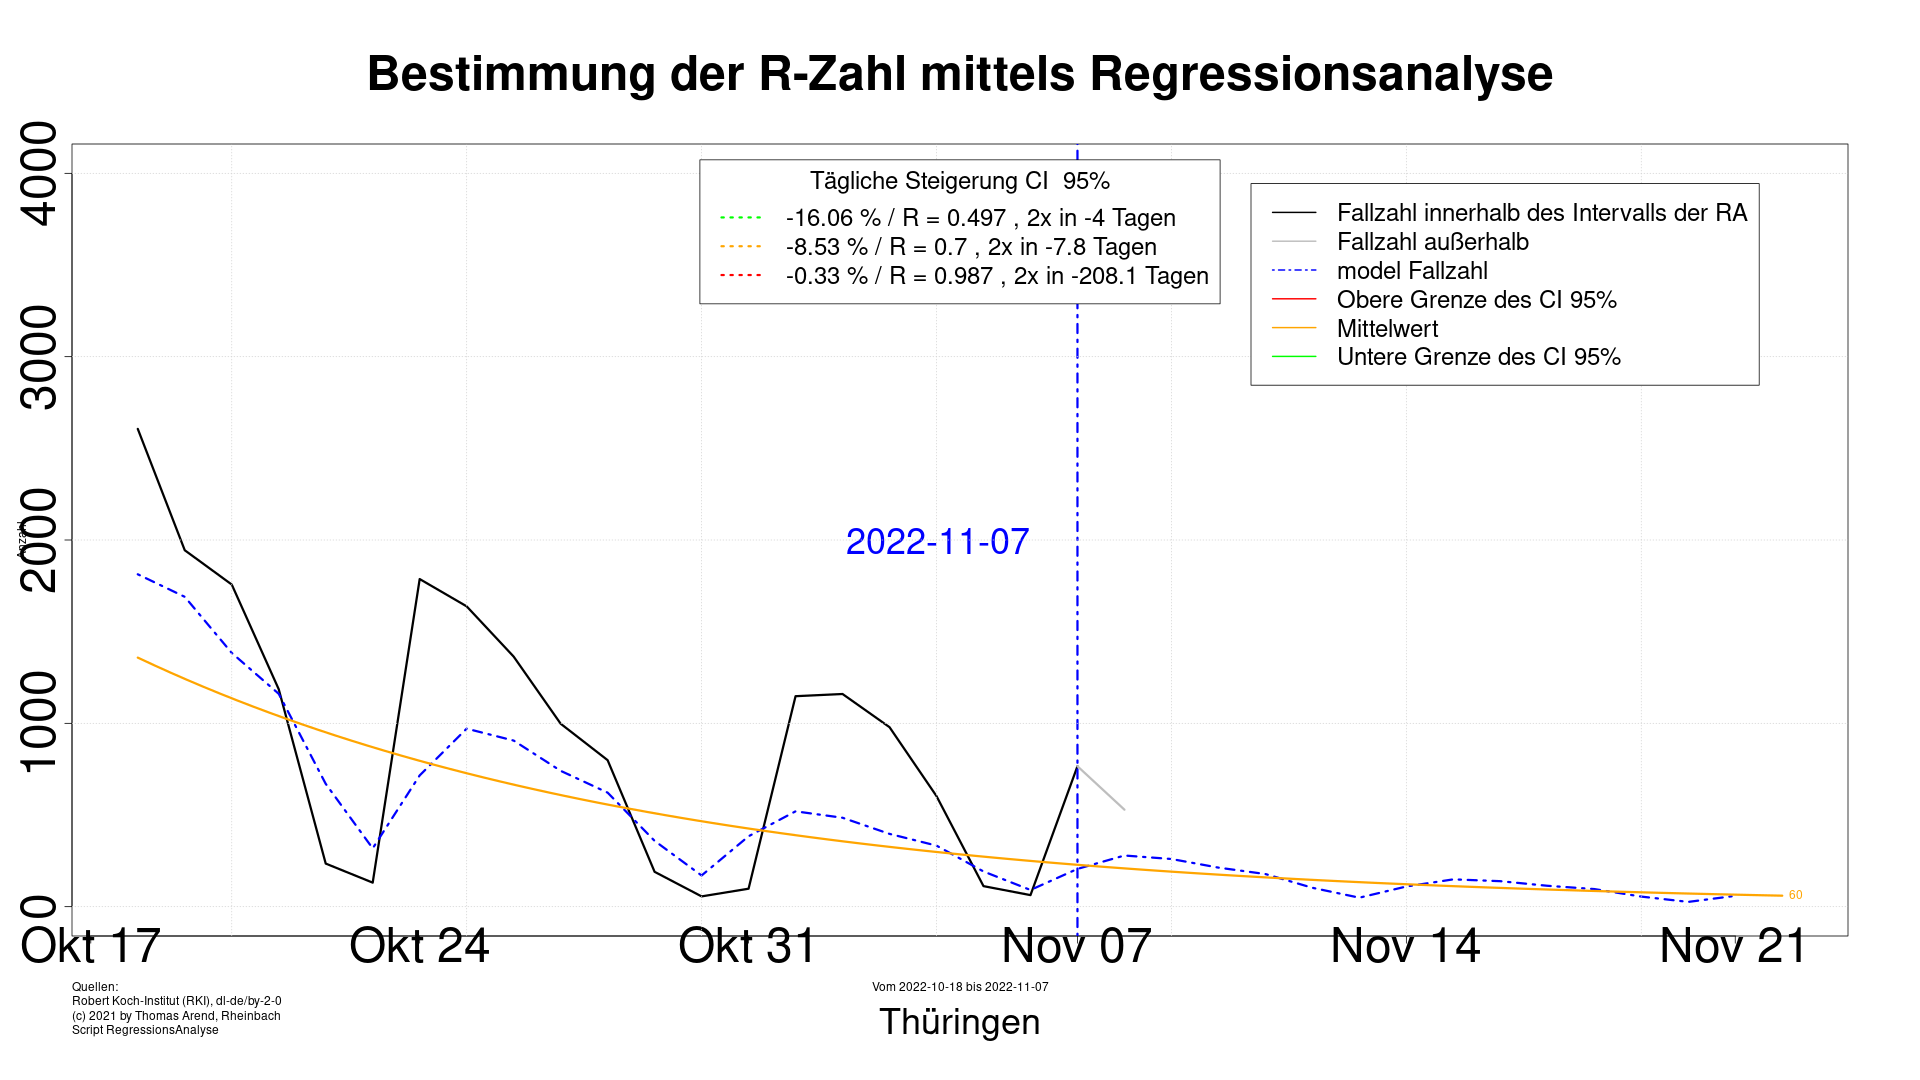 Bestimmung der R-Zahl mittels Regressionsanalyse
Tägliche Steigerung CI  95%
-16.06 % / R = 0.497 , 2x in -4 Tagen
-8.53 % / R = 0.7 , 2x in -7.8 Tagen
-0.33 % / R = 0.987 , 2x in -208.1 Tagen
Fallzahl innerhalb des Intervalls der RA
Fallzahl außerhalb
model Fallzahl
Obere Grenze des CI 95%
Mittelwert
Untere Grenze des CI 95%
4000
3000
2000
1000
0
Anzahl
2022-11-07
60
Okt 17 Okt 24 Okt 31 Nov 07 Nov 14 Nov 21
Quellen:
Robert Koch-Institut (RKI), dl-de/by-2-0
(c) 2021 by Thomas Arend, Rheinbach
Script RegressionsAnalyse
Vom 2022-10-18 bis 2022-11-07
Thüringen